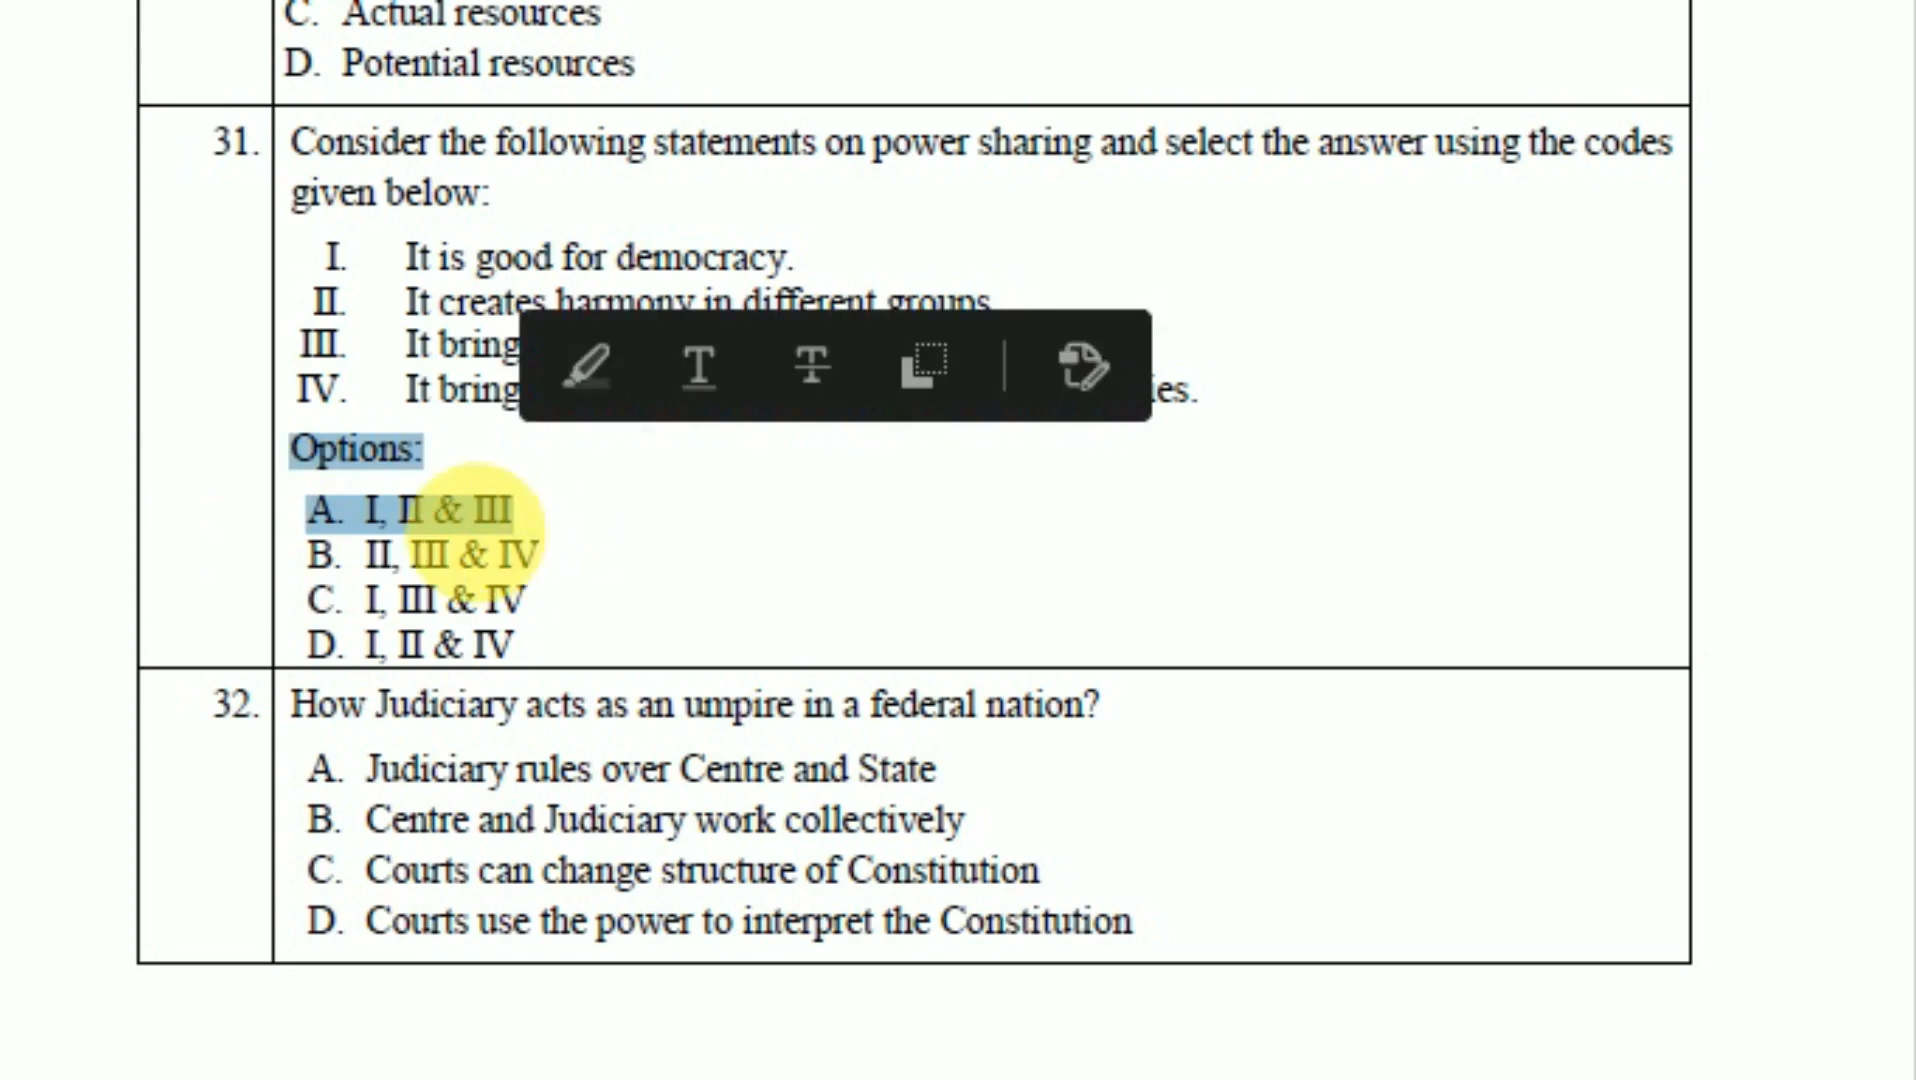 C. Actual resources
D. Potential resources
31. Consider the following statements on power sharing and select the answer using the codes
given below:
I. It is good for democracy.
II. It creates harmony in different groups.
III. It bring
IV. It bring ies.
Options:
A. I, II & III
B. II, III & IV
C. I, III & IV
D. I, II & IV
32. How Judiciary acts as an umpire in a federal nation?
A. Judiciary rules over Centre and State
B. Centre and Judiciary work collectively
C. Courts can change structure of Constitution
D. Courts use the power to interpret the Constitution